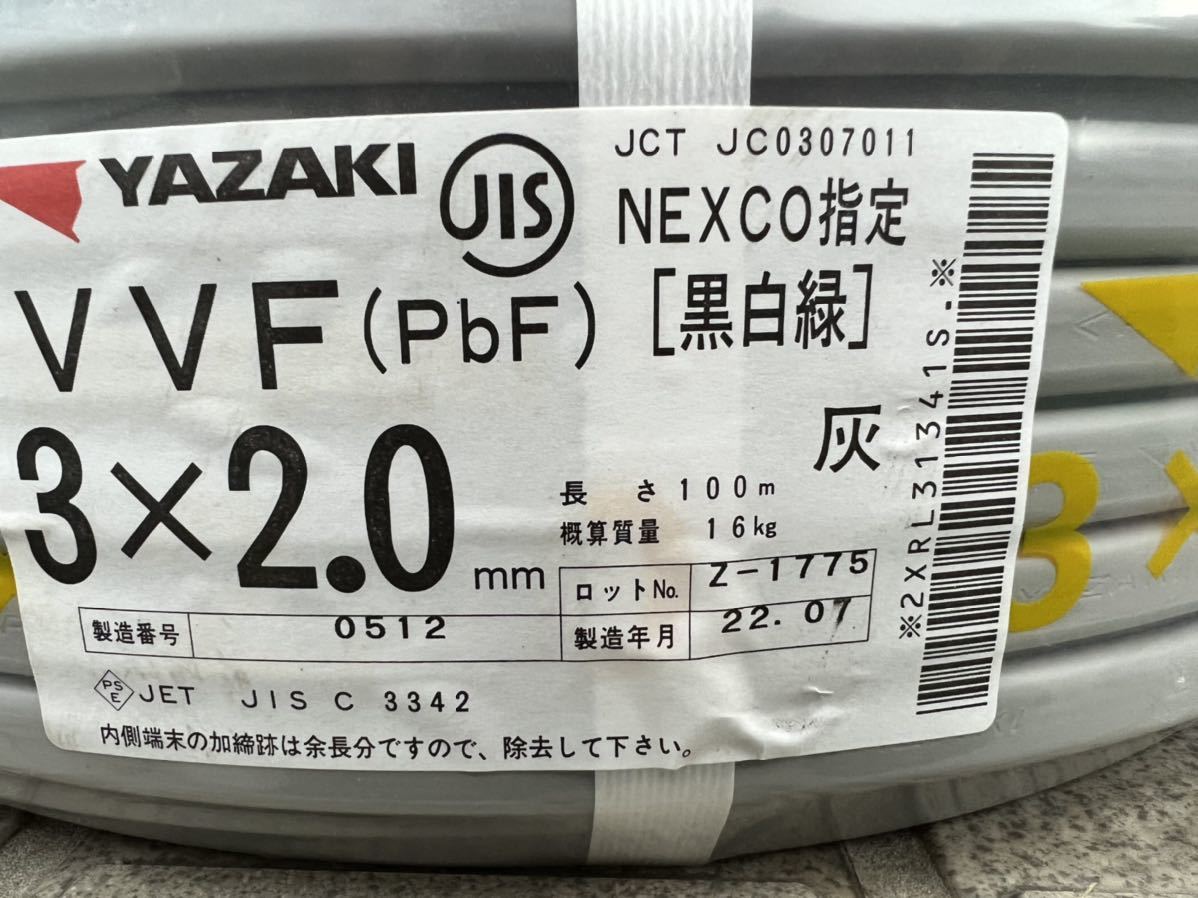 YAZAKI
JIS
JCT JC0307011
NEXCO指定
VVF(PbF)
[黒白緑]
3×2.0mm
灰
長さ 100m
概算質量 16kg
ロットNo. Z-1775
製造番号 0512
製造年月 22.07
PSE JET JIS C 3342
内側端末の加締跡は余長分ですので、除去して下さい。
※2XRL31341S.※
3×